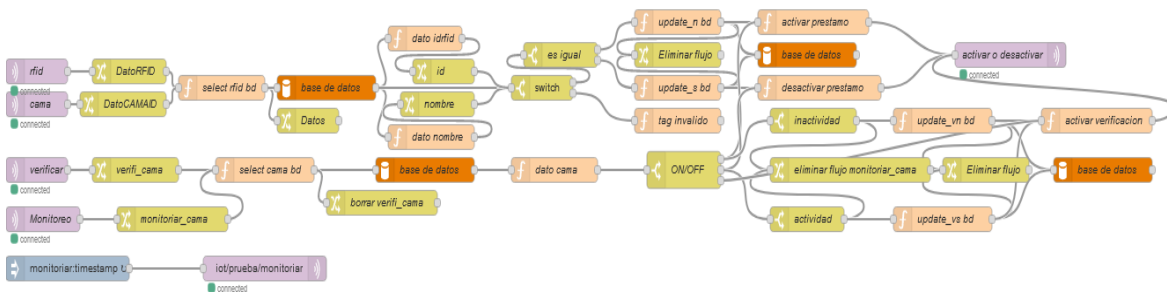 update_n bd
activar prestamo
dato idrfid
es igual
Eliminar flujo
base de datos
activar o desactivar
connected
rfid
DatoRFID
id
connected
select rfid bd
base de datos
switch
update_s bd
desactivar prestamo
cama
DatoCAMAID
nombre
connected
Datos
tag invalido
inactividad
update_vn bd
activar verificacion
dato nombre
verificar
verifi_cama
select cama bd
base de datos
dato cama
ON/OFF
eliminar flujo monitoriar_cama
Eliminar flujo
base de datos
connected
borrar verifi_cama
Monitoreo
monitoriar_cama
actividad
update_vs bd
connected
monitoriar:timestamp ↻
iot/prueba/monitoriar
connected